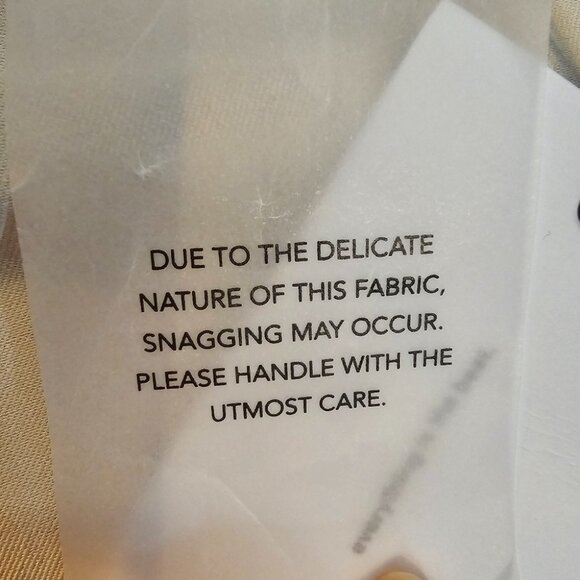 DUE TO THE DELICATE
NATURE OF THIS FABRIC,
SNAGGING MAY OCCUR.
PLEASE HANDLE WITH THE
UTMOST CARE.